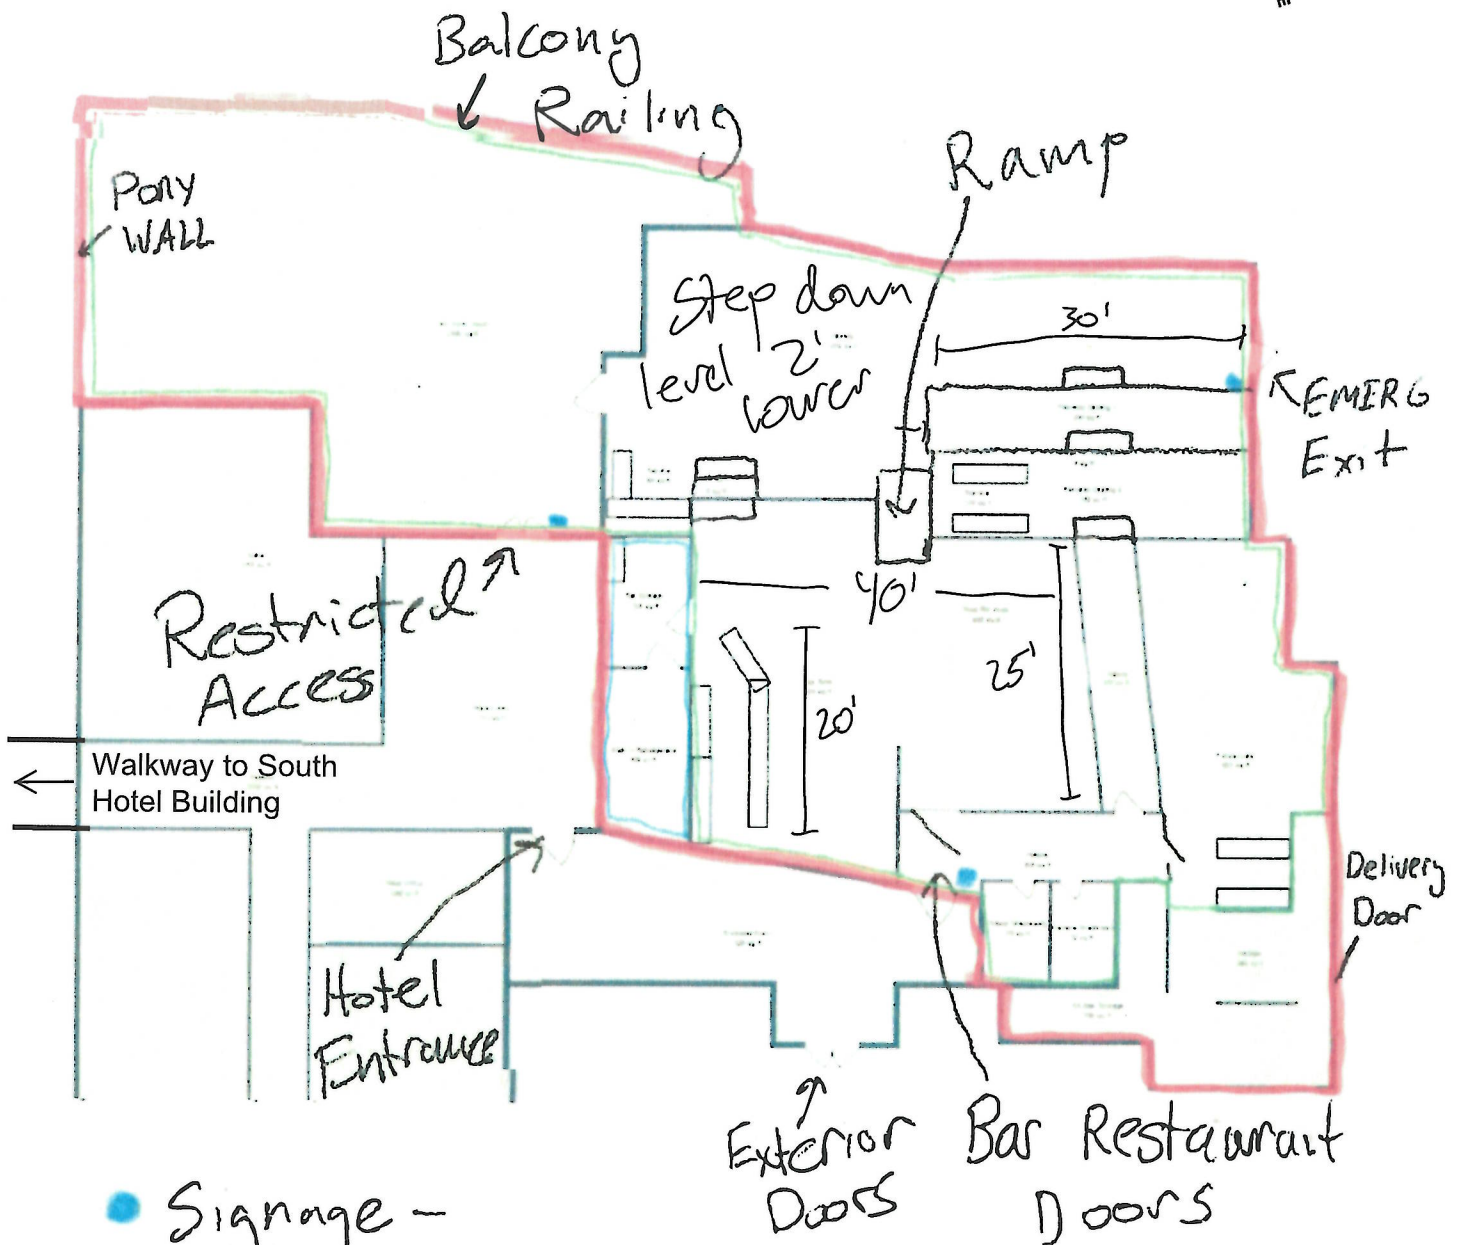 Balcony
Railing
Ramp
Pony
WALL
Step down
level 2'
lower
30'
EMERG
Exit
Restricted
Access
40'
25'
20'
Walkway to South
Hotel Building
Delivery
Door
Hotel
Entrance
Exterior
Doors
Bar Restaurant
Doors
Signage -